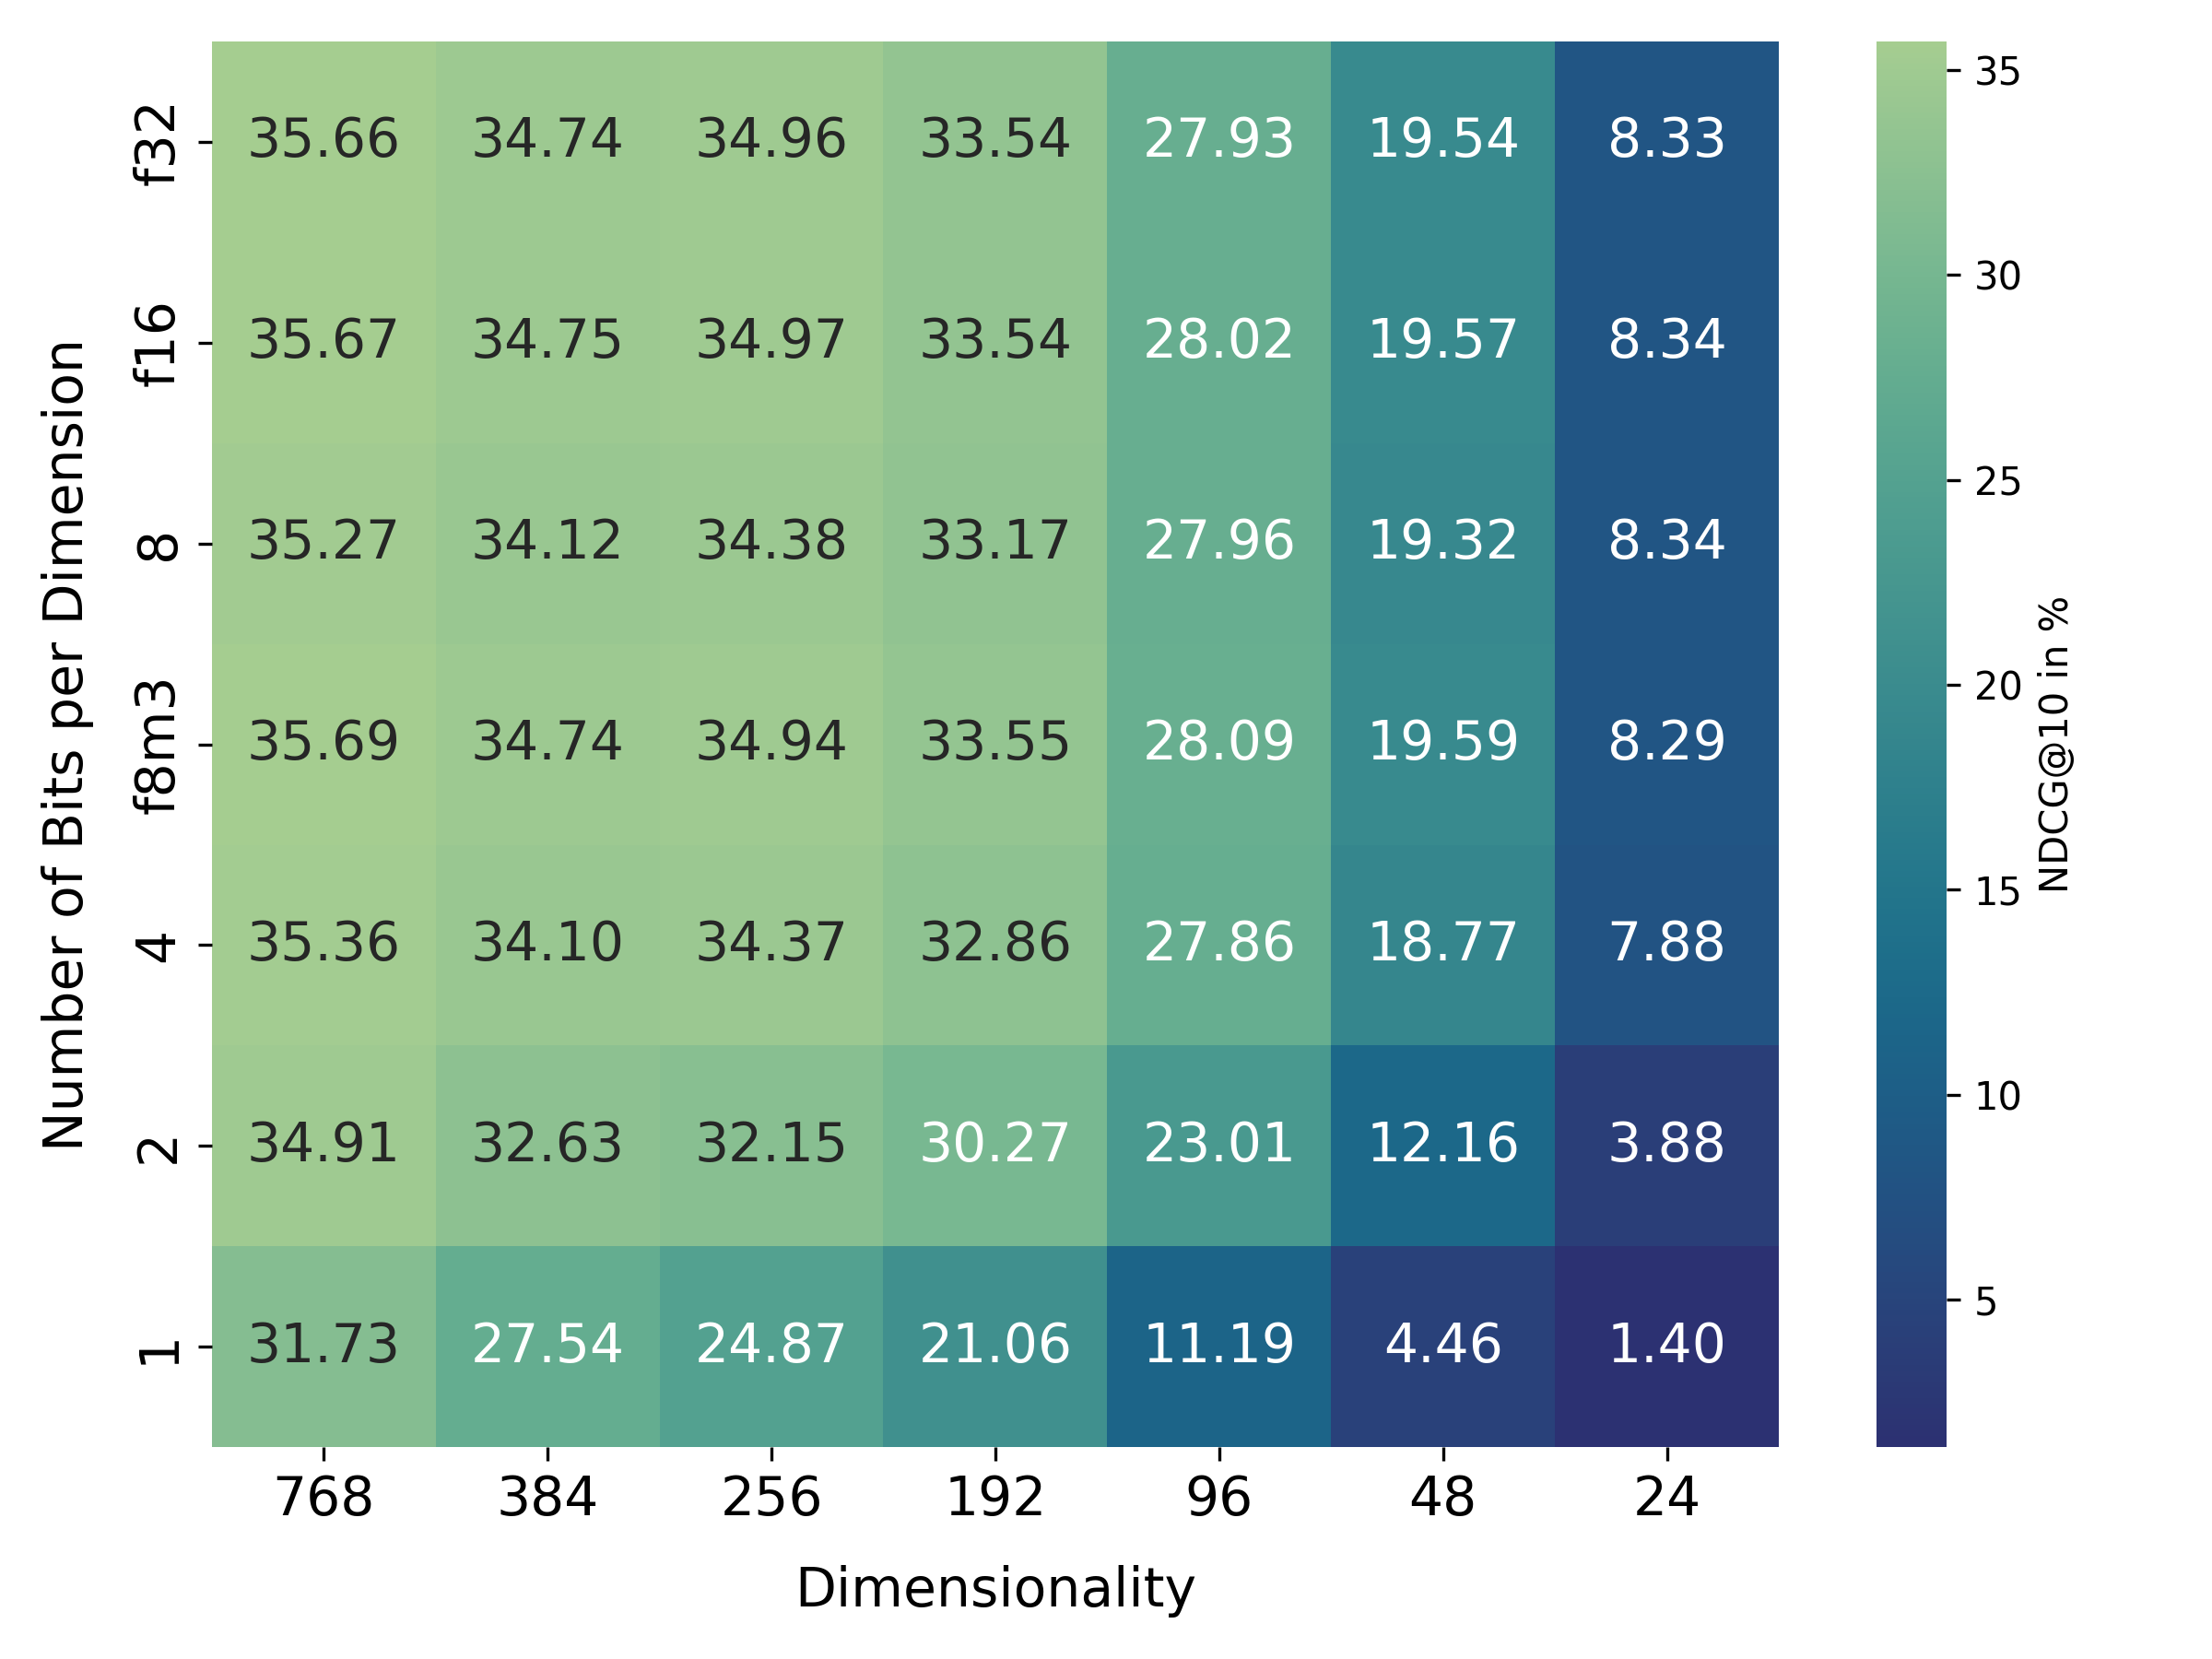 Number of Bits per Dimension
f32 35.66 34.74 34.96 33.54 27.93 19.54 8.33
f16 35.67 34.75 34.97 33.54 28.02 19.57 8.34
8 35.27 34.12 34.38 33.17 27.96 19.32 8.34
f8m3 35.69 34.74 34.94 33.55 28.09 19.59 8.29
4 35.36 34.10 34.37 32.86 27.86 18.77 7.88
2 34.91 32.63 32.15 30.27 23.01 12.16 3.88
1 31.73 27.54 24.87 21.06 11.19 4.46 1.40
768 384 256 192 96 48 24
Dimensionality
35
30
25
20
15
10
5
NDCG@10 in %